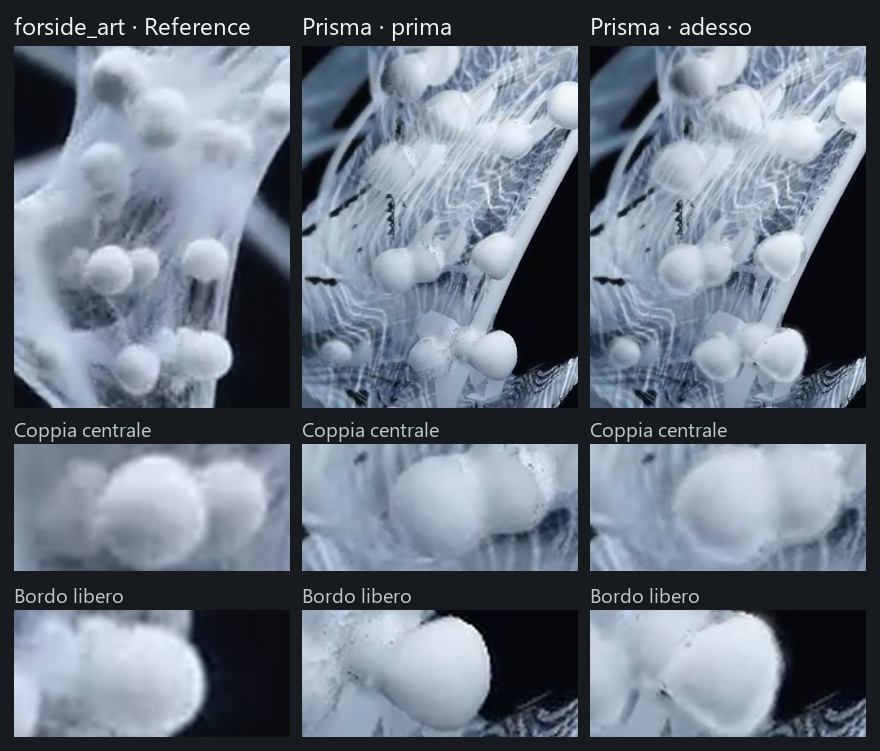 forside_art · Reference
Prisma · prima
Prisma · adesso
Coppia centrale
Coppia centrale
Coppia centrale
Bordo libero
Bordo libero
Bordo libero